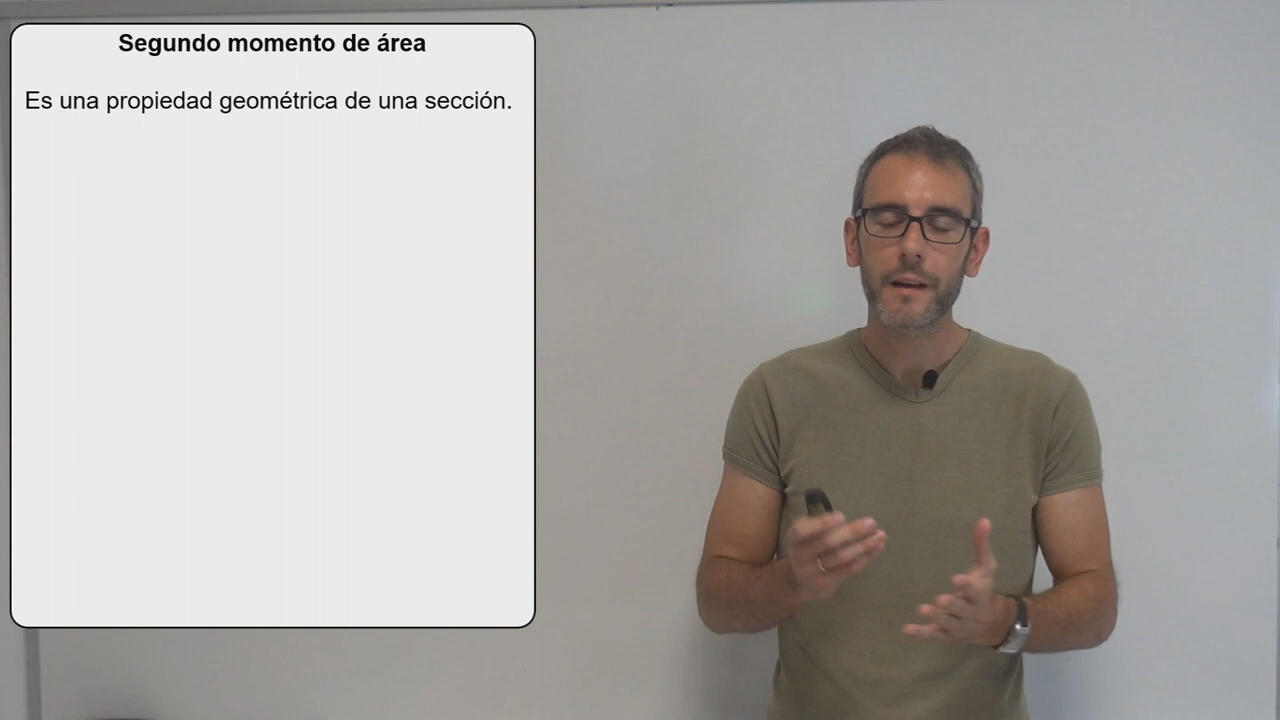 Segundo momento de área
Es una propiedad geométrica de una sección.